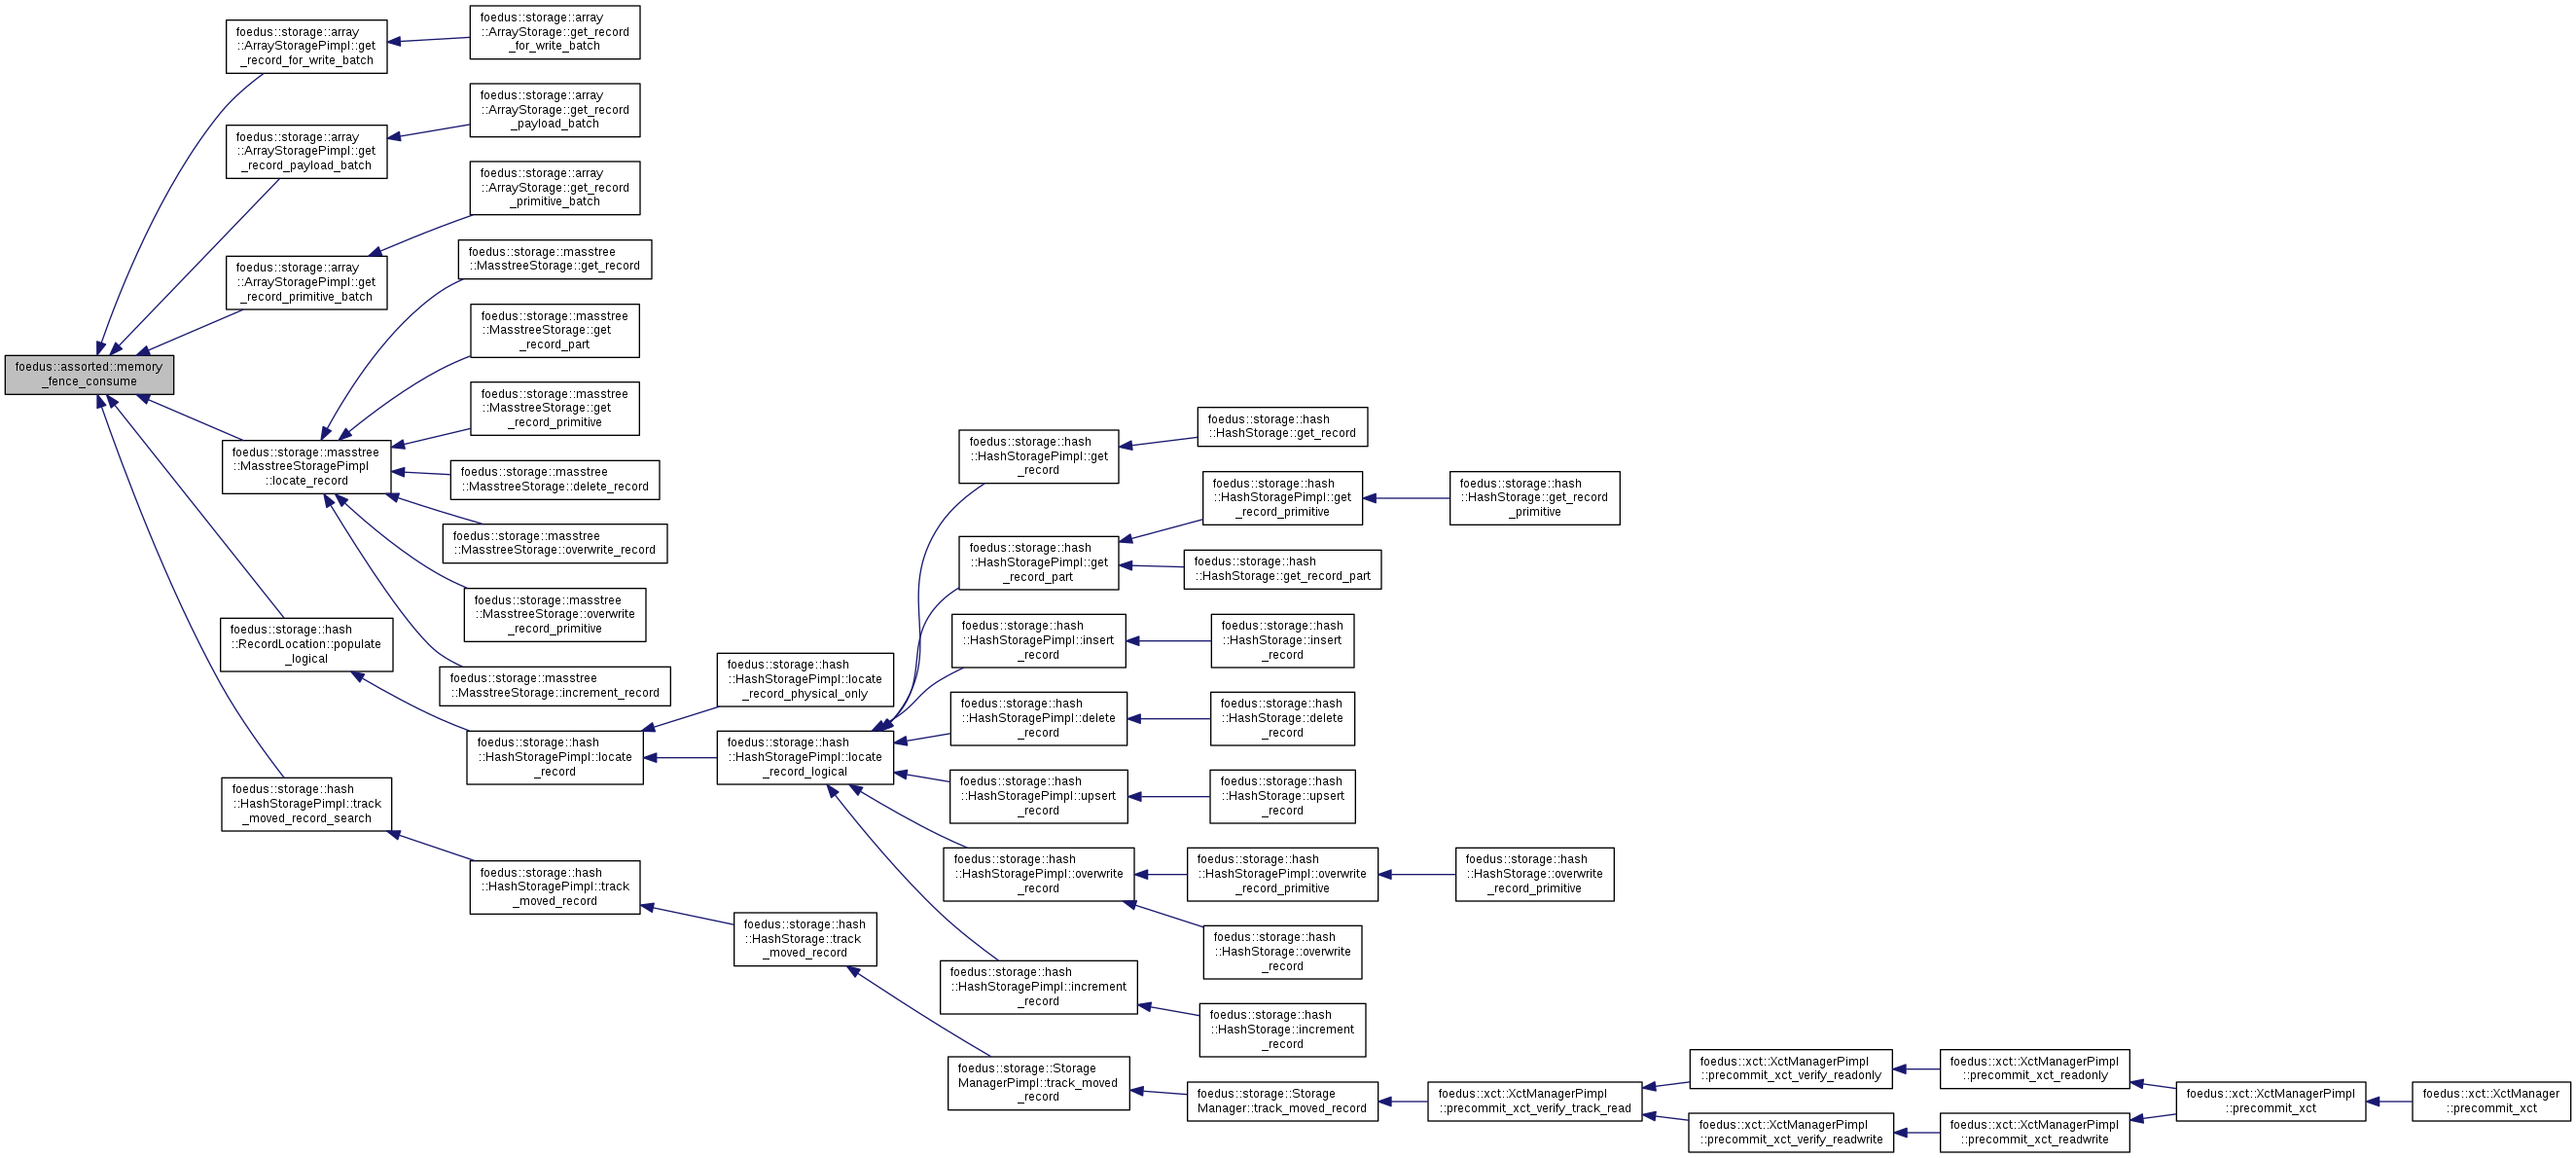 foedus::assorted::memory
_fence_consume
foedus::storage::array
::ArrayStoragePimpl::get
_record_for_write_batch
foedus::storage::array
::ArrayStoragePimpl::get
_record_payload_batch
foedus::storage::array
::ArrayStoragePimpl::get
_record_primitive_batch
foedus::storage::masstree
::MasstreeStoragePimpl
::locate_record
foedus::storage::hash
::RecordLocation::populate
_logical
foedus::storage::hash
::HashStoragePimpl::track
_moved_record_search
foedus::storage::array
::ArrayStorage::get_record
_for_write_batch
foedus::storage::array
::ArrayStorage::get_record
_payload_batch
foedus::storage::array
::ArrayStorage::get_record
_primitive_batch
foedus::storage::masstree
::MasstreeStorage::get_record
foedus::storage::masstree
::MasstreeStorage::get
_record_part
foedus::storage::masstree
::MasstreeStorage::get
_record_primitive
foedus::storage::masstree
::MasstreeStorage::delete_record
foedus::storage::masstree
::MasstreeStorage::overwrite_record
foedus::storage::masstree
::MasstreeStorage::overwrite
_record_primitive
foedus::storage::masstree
::MasstreeStorage::increment_record
foedus::storage::hash
::HashStoragePimpl::locate
_record
foedus::storage::hash
::HashStoragePimpl::track
_moved_record
foedus::storage::hash
::HashStoragePimpl::locate
_record_physical_only
foedus::storage::hash
::HashStoragePimpl::locate
_record_logical
foedus::storage::hash
::HashStorage::track
_moved_record
foedus::storage::hash
::HashStoragePimpl::get
_record
foedus::storage::hash
::HashStoragePimpl::get
_record_part
foedus::storage::hash
::HashStoragePimpl::insert
_record
foedus::storage::hash
::HashStoragePimpl::delete
_record
foedus::storage::hash
::HashStoragePimpl::upsert
_record
foedus::storage::hash
::HashStoragePimpl::overwrite
_record
foedus::storage::hash
::HashStoragePimpl::increment
_record
foedus::storage::Storage
ManagerPimpl::track_moved
_record
foedus::storage::hash
::HashStorage::get_record
foedus::storage::hash
::HashStoragePimpl::get
_record_primitive
foedus::storage::hash
::HashStorage::get_record_part
foedus::storage::hash
::HashStorage::insert
_record
foedus::storage::hash
::HashStorage::delete
_record
foedus::storage::hash
::HashStorage::upsert
_record
foedus::storage::hash
::HashStoragePimpl::overwrite
_record_primitive
foedus::storage::hash
::HashStorage::overwrite
_record
foedus::storage::hash
::HashStorage::increment
_record
foedus::storage::Storage
Manager::track_moved_record
foedus::storage::hash
::HashStorage::get_record
_primitive
foedus::storage::hash
::HashStorage::overwrite
_record_primitive
foedus::xct::XctManagerPimpl
::precommit_xct_verify_track_read
foedus::xct::XctManagerPimpl
::precommit_xct_verify_readonly
foedus::xct::XctManagerPimpl
::precommit_xct_verify_readwrite
foedus::xct::XctManagerPimpl
::precommit_xct_readonly
foedus::xct::XctManagerPimpl
::precommit_xct_readwrite
foedus::xct::XctManagerPimpl
::precommit_xct
foedus::xct::XctManager
::precommit_xct